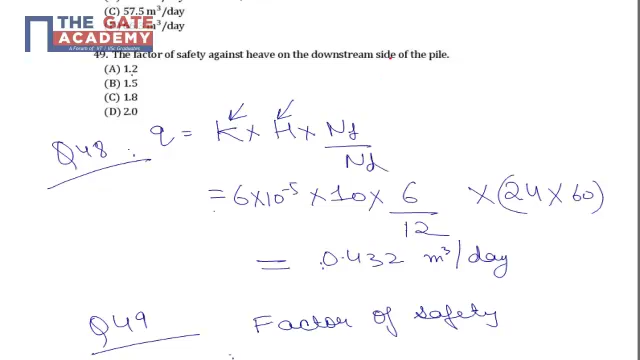 (C) 57.5 m³/day
THE GATE ACADEMY
m³/day
49. The factor of safety against heave on the downstream side of the pile.
(A) 1.2
(B) 1.5
(C) 1.8
(D) 2.0
Q48 : q = K × H × Nf / Nd
= 6×10⁻⁵ × 10 × 6 / 12 × (24 × 60)
= 0.432 m³/day
Q49 Factor of safety